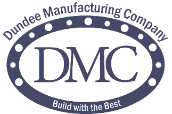 Dundee Manufacturing Company
DMC
Build with the Best